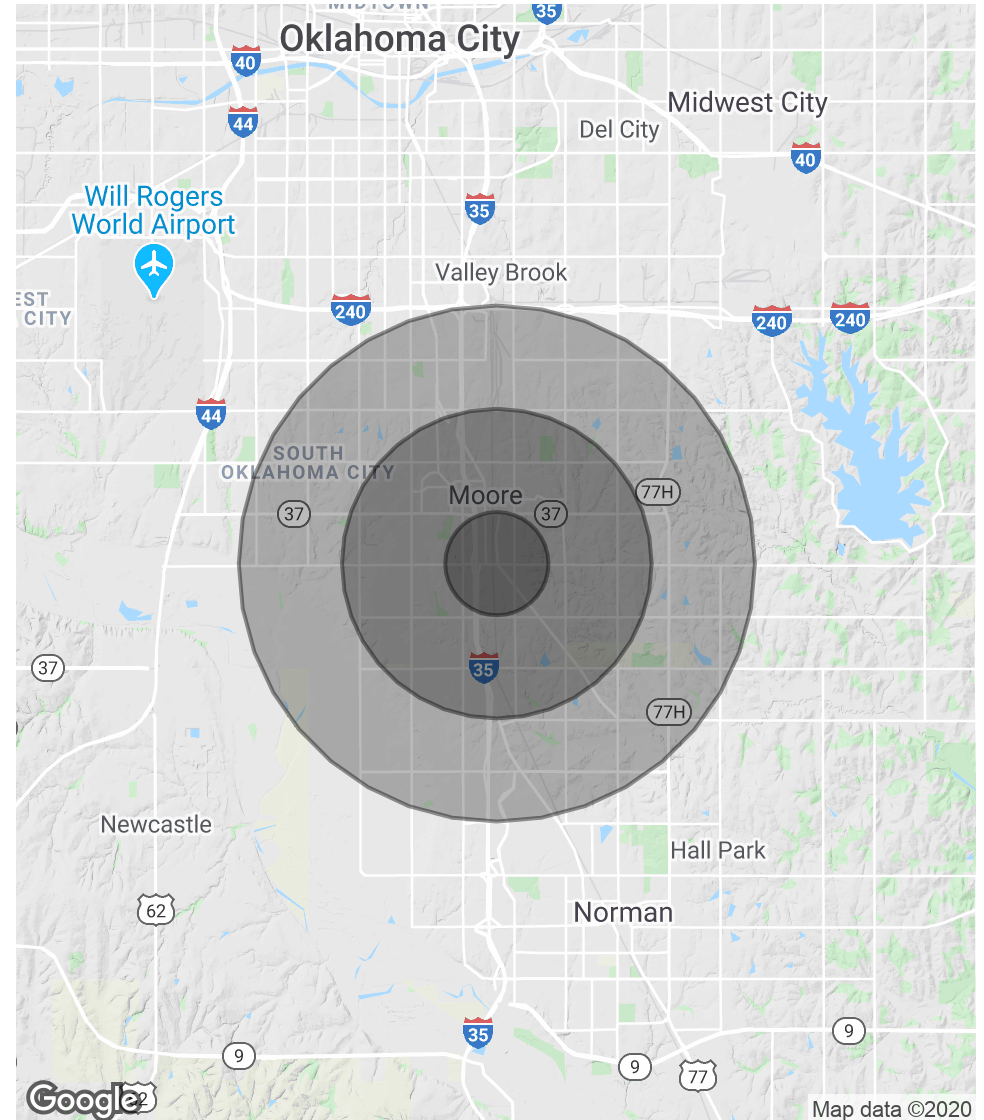 MIDTOWN
35
Oklahoma City
40
Midwest City
44
Del City
40
Will Rogers
World Airport
35
Valley Brook
EST
CITY
240
240
240
44
SOUTH
OKLAHOMA CITY
77H
Moore
37
37
35
37
77H
Newcastle
Hall Park
62
Norman
35
9
9
9
77
Google
Map data ©2020